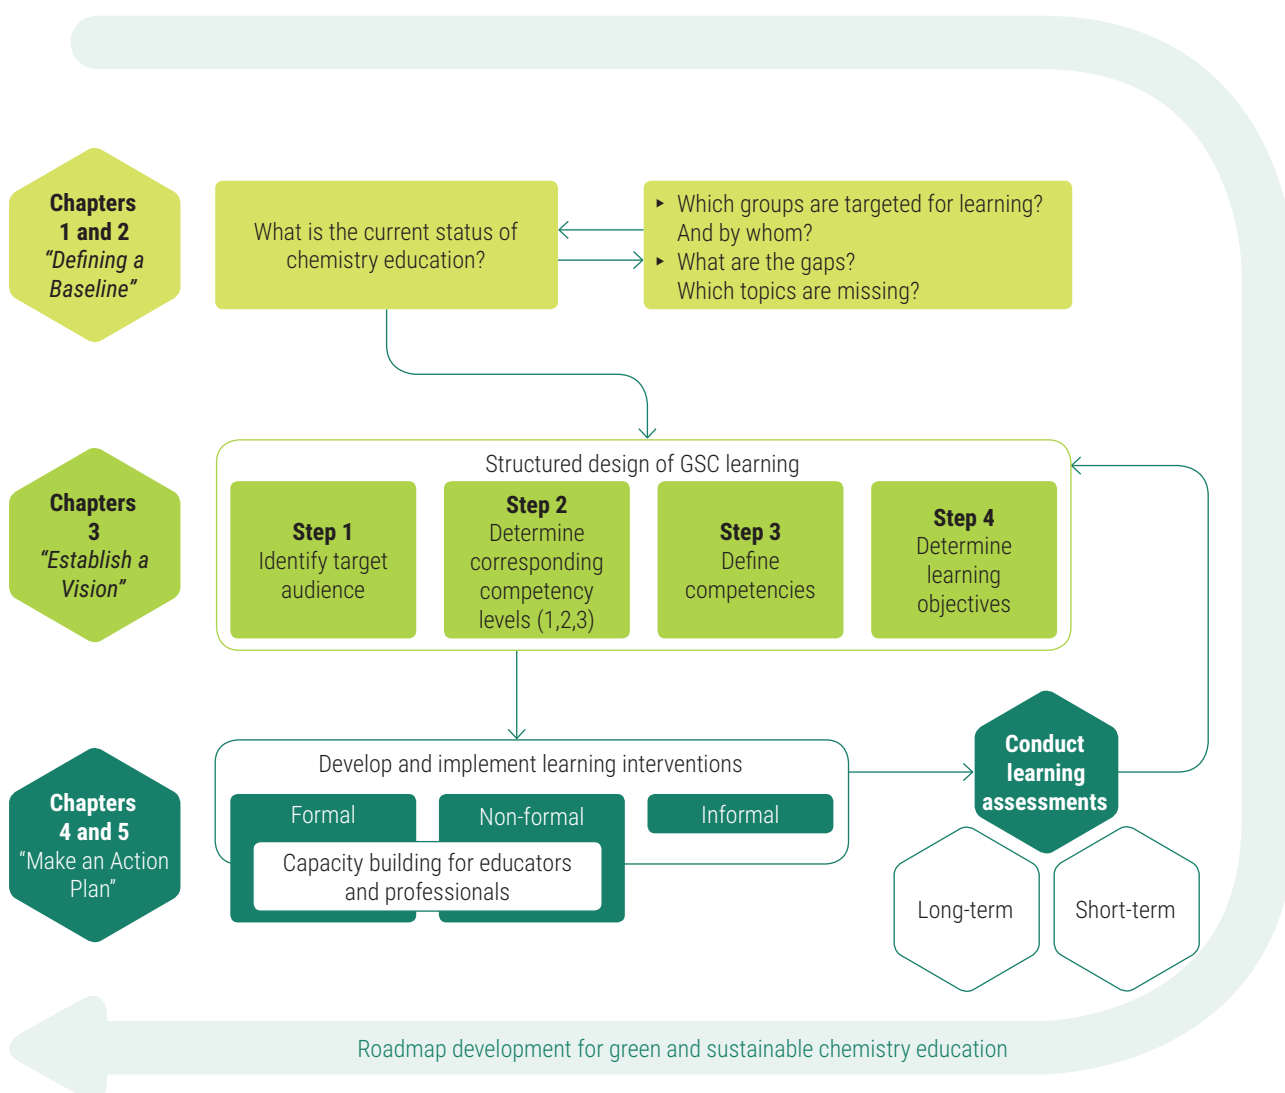 Chapters
1 and 2
“Defining a
Baseline”
What is the current status of
chemistry education?
‣ Which groups are targeted for learning?
And by whom?
‣ What are the gaps?
Which topics are missing?
Chapters
3
“Establish a
Vision”
Structured design of GSC learning
Step 1
Identify target
audience
Step 2
Determine
corresponding
competency
levels (1,2,3)
Step 3
Define
competencies
Step 4
Determine
learning
objectives
Chapters
4 and 5
“Make an Action
Plan”
Develop and implement learning interventions
Formal
Non-formal
Informal
Capacity building for educators
and professionals
Conduct
learning
assessments
Long-term
Short-term
Roadmap development for green and sustainable chemistry education